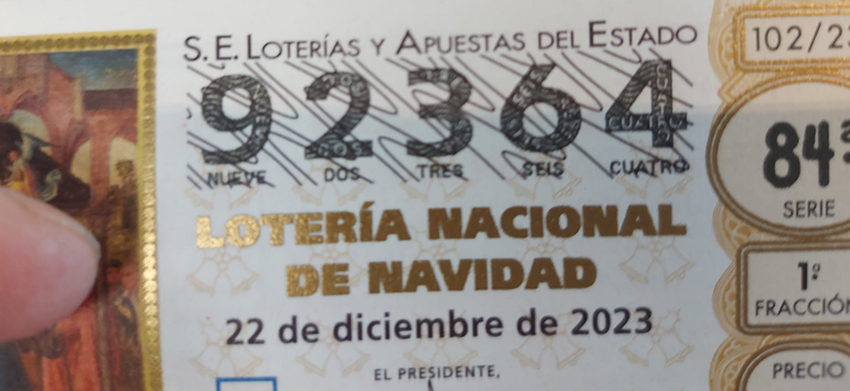 S.E. LOTERÍAS Y APUESTAS DEL ESTADO
92364
NUEVE DOS TRES SEIS CUATRO
LOTERÍA NACIONAL
DE NAVIDAD
22 de diciembre de 2023
EL PRESIDENTE,
102/23
84ª
SERIE
1ª
FRACCIÓN
PRECIO